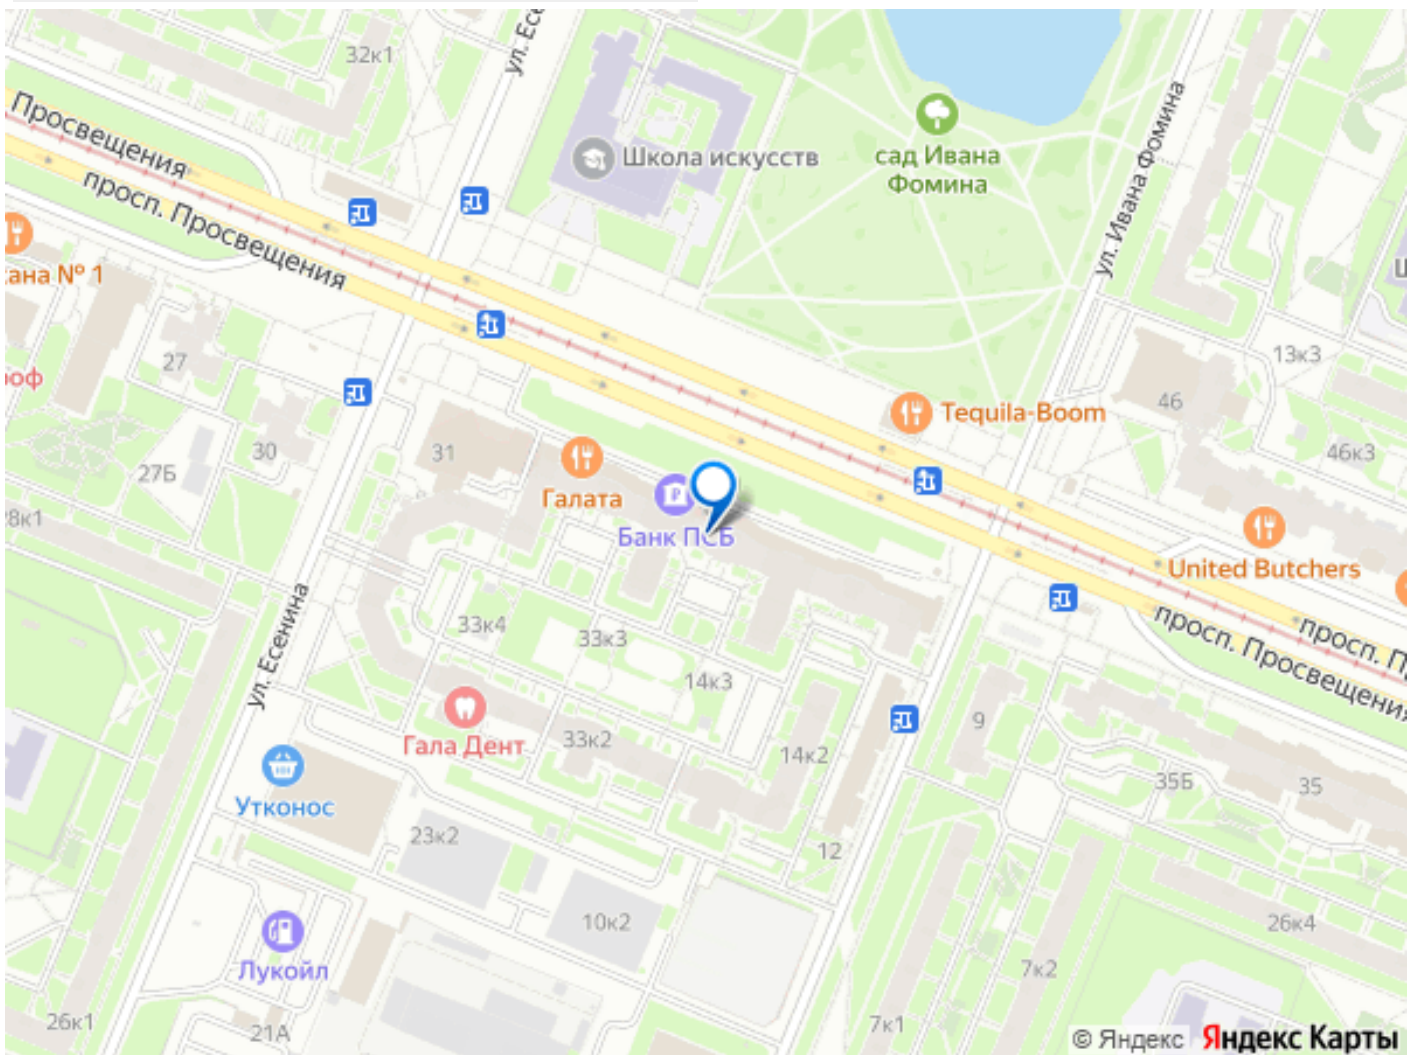 32к1
ул. Есе
Просвещения
просп. Просвещения
Школа искусств
сад Ивана
Фомина
ул. Ивана Фомина
ана № 1
27
роф
30
27Б
28к1
31
Галата
Банк ПСБ
Tequila-Boom
46
13к3
46к3
United Butchers
просп. Просвещения
просп. П
ул. Есенина
33к4
33к3
14к3
Гала Дент
33к2
14к2
9
35Б
35
Утконос
23к2
12
10к2
Лукойл
26к4
7к2
26к1
21А
7к1
© Яндекс
Яндекс Карты